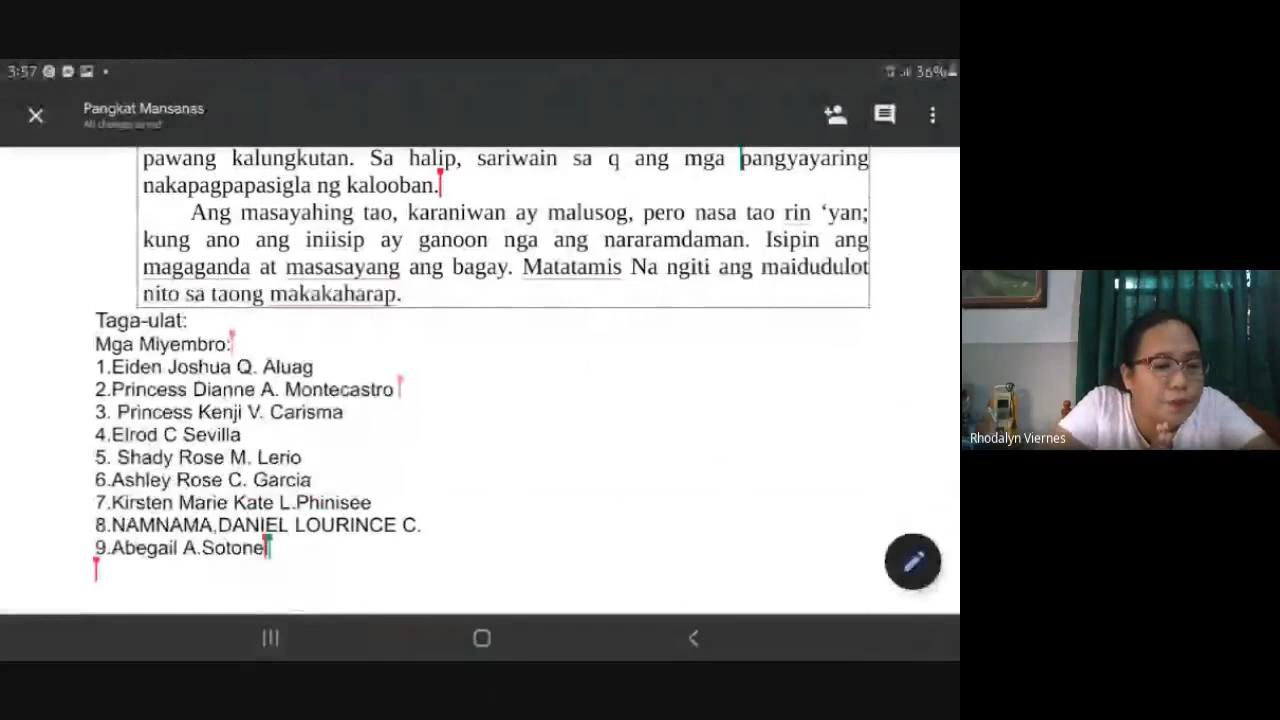 3:57
36%
Pangkat Mansanas
All changes saved
pawang kalungkutan. Sa halip, sariwain sa q ang mga pangyayaring
nakapagpapasigla ng kalooban.
Ang masayahing tao, karaniwan ay malusog, pero nasa tao rin ‘yan;
kung ano ang iniisip ay ganoon nga ang nararamdaman. Isipin ang
magaganda at masasayang ang bagay. Matatamis Na ngiti ang maidudulot
nito sa taong makakaharap.
Taga-ulat:
Mga Miyembro:
1.Eiden Joshua Q. Aluag
2.Princess Dianne A. Montecastro
3. Princess Kenji V. Carisma
4.Elrod C Sevilla
5. Shady Rose M. Lerio
6.Ashley Rose C. Garcia
7.Kirsten Marie Kate L.Phinisee
8.NAMNAMA,DANIEL LOURINCE C.
9.Abegail A.Sotonel
Rhodalyn Viernes